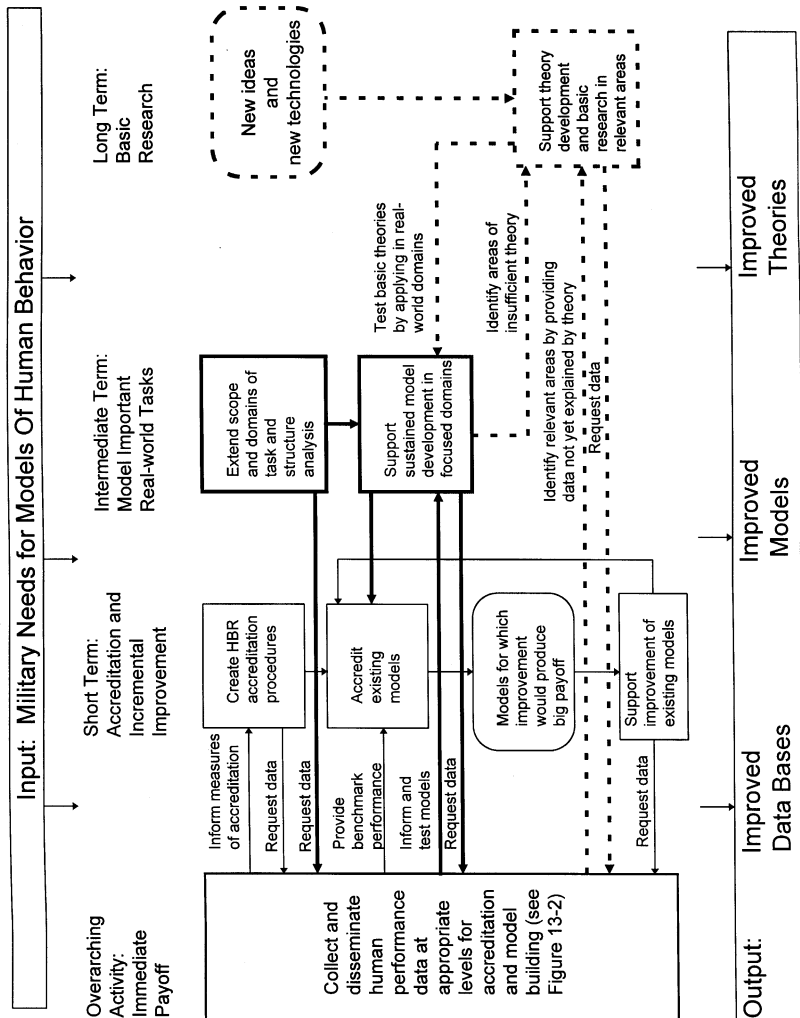 Input: Military Needs for Models Of Human Behavior
Overarching
Activity:
Immediate
Payoff
Short Term:
Accreditation and
Incremental
Improvement
Intermediate Term:
Model Important
Real-world Tasks
Long Term:
Basic
Research
Collect and
disseminate
human
performance
data at
appropriate
levels for
accreditation
and model
building (see
Figure 13-2)
Inform measures
of accreditation
Request data
Request data
Provide
benchmark
performance
Inform and
test models
Request data
Request data
Create HBR
accreditation
procedures
Accredit
existing
models
Models for which
improvement
would produce
big payoff
Support
improvement of
existing models
Extend scope
and domains of
task and
structure
analysis
Support
sustained model
development in
focused domains
Test basic theories
by applying in real-
world domains
Identify areas of
insufficient theory
Identify relevant areas by providing
data not yet explained by theory
Request data
New ideas
and
new technologies
Support theory
development
and basic
research in
relevant areas
Output:
Improved
Data Bases
Improved
Models
Improved
Theories